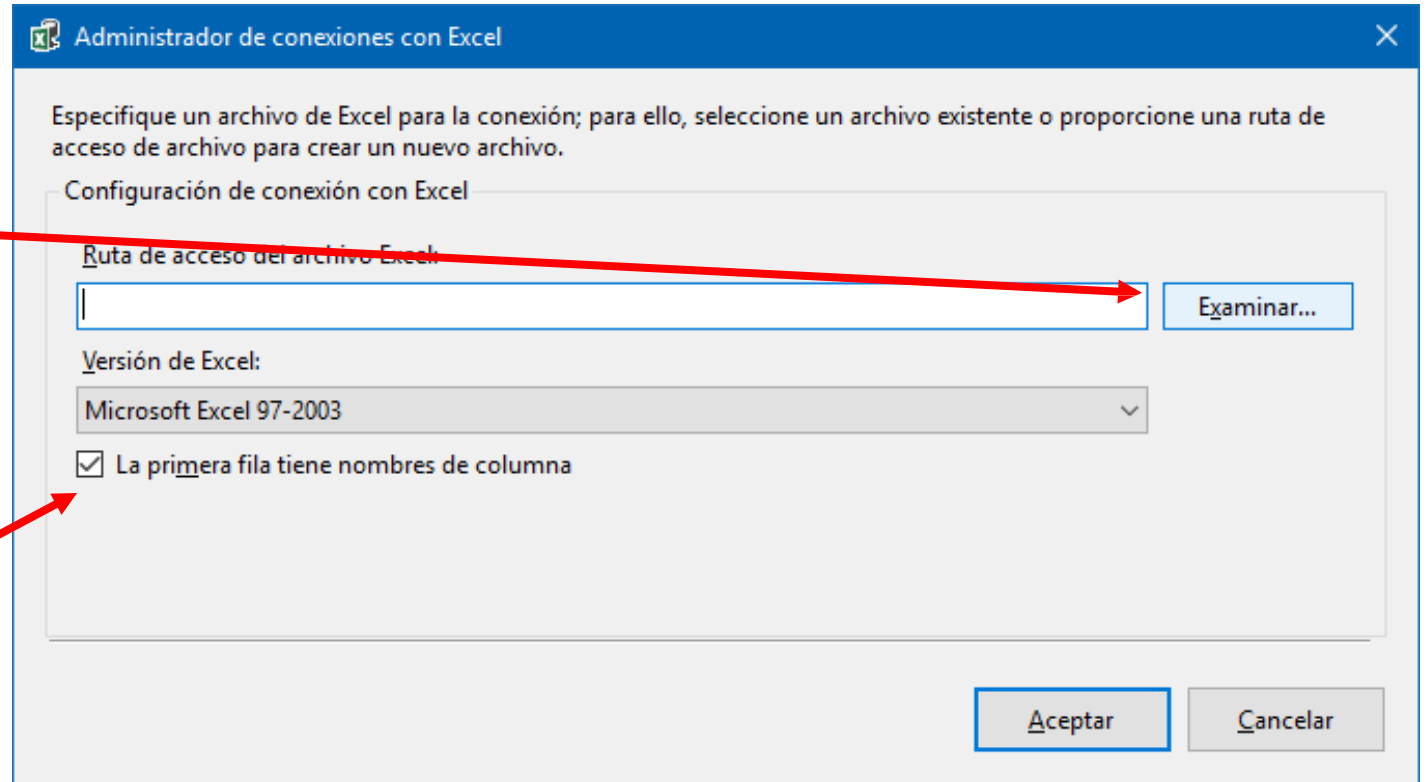 Administrador de conexiones con Excel
Especifique un archivo de Excel para la conexión; para ello, seleccione un archivo existente o proporcione una ruta de
acceso de archivo para crear un nuevo archivo.
Configuración de conexión con Excel
Ruta de acceso del archivo Excel:
Examinar...
Versión de Excel:
Microsoft Excel 97-2003
La primera fila tiene nombres de columna
Aceptar
Cancelar